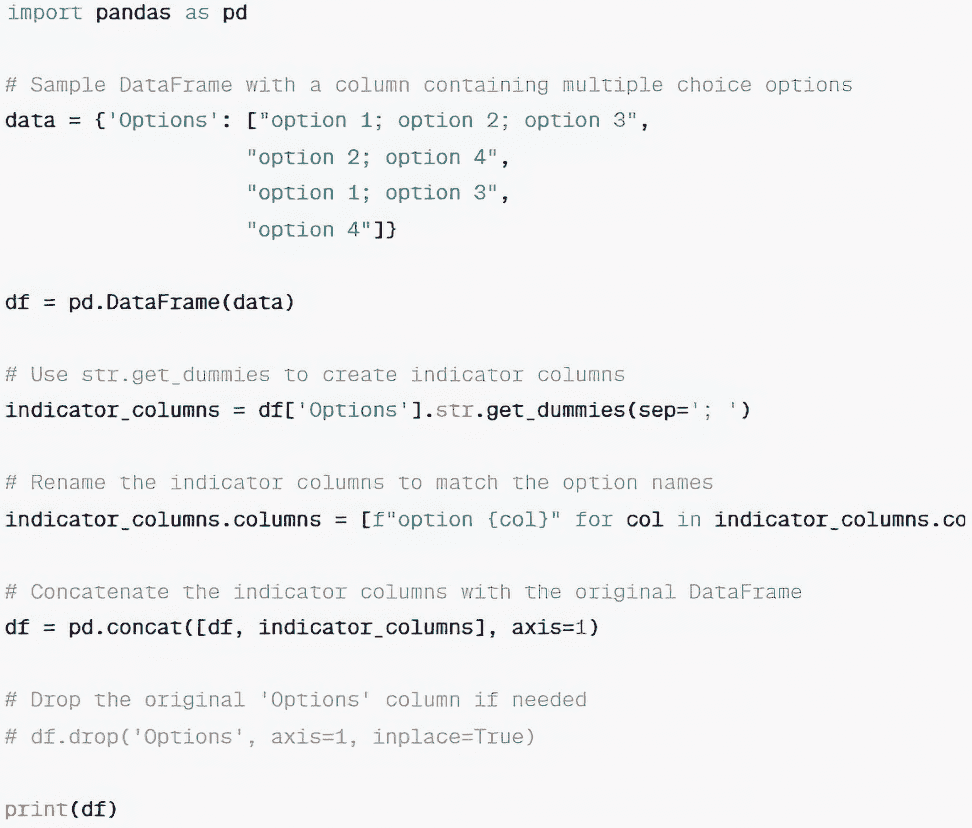 import pandas as pd
# Sample DataFrame with a column containing multiple choice options
data = {'Options': ["option 1; option 2; option 3",
"option 2; option 4",
"option 1; option 3",
"option 4"]}
df = pd.DataFrame(data)
# Use str.get_dummies to create indicator columns
indicator_columns = df['Options'].str.get_dummies(sep='; ')
# Rename the indicator columns to match the option names
indicator_columns.columns = [f"option {col}" for col in indicator_columns.co
# Concatenate the indicator columns with the original DataFrame
df = pd.concat([df, indicator_columns], axis=1)
# Drop the original 'Options' column if needed
# df.drop('Options', axis=1, inplace=True)
print(df)